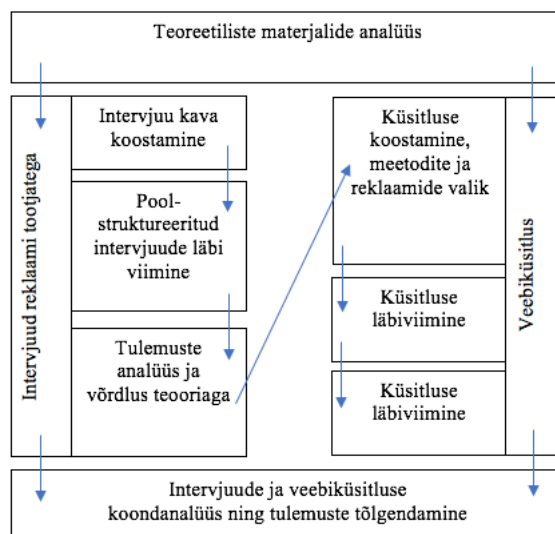 Teoreetiliste materjalide analüüs
Intervjuud reklaami tootjatega
Intervjuu kava
koostamine
Pool-
struktureeritud
intervjuude läbi
viimine
Tulemuste
analüüs ja
võrdlus teooriaga
Küsitluse
koostamine,
meetodite ja
reklaamide valik
Küsitluse
läbiviimine
Küsitluse
läbiviimine
Veebiküsitlus
Intervjuude ja veebiküsitluse
koondanalüüs ning tulemuste tõlgendamine